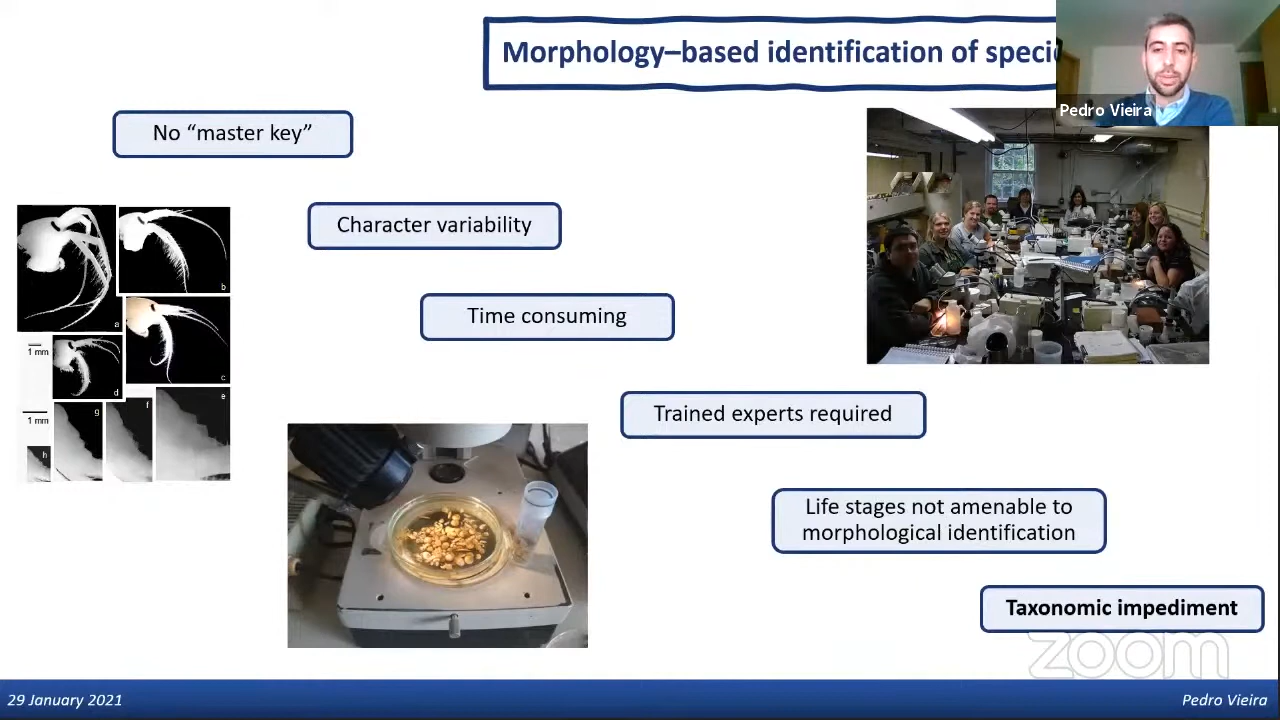 Morphology–based identification of speci
Pedro Vieira
No “master key”
Character variability
Time consuming
Trained experts required
Life stages not amenable to
morphological identification
Taxonomic impediment
a
b
c
d
e
f
g
h
1 mm
1 mm
zoom
29 January 2021
Pedro Vieira